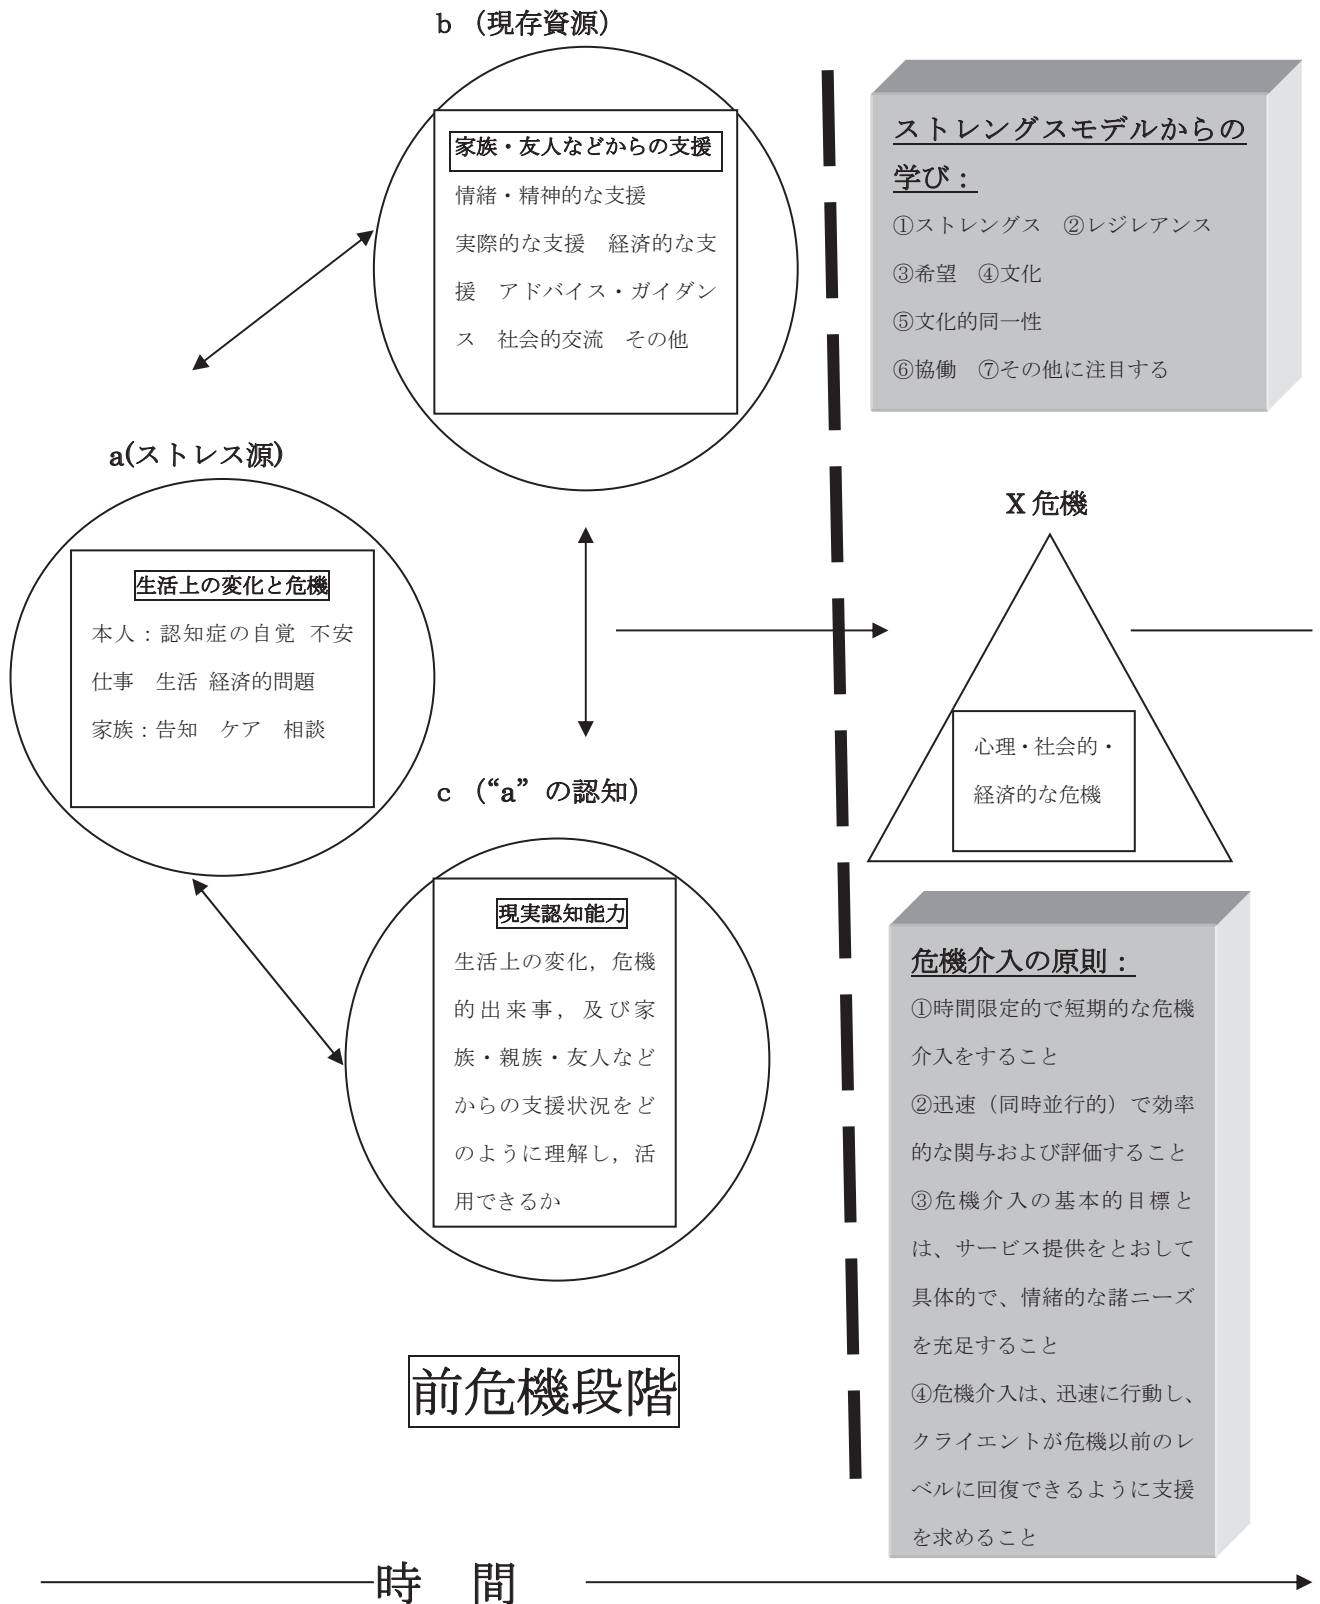 b （現存資源）
家族・友人などからの支援
情緒・精神的な支援
実際的な支援　経済的な支
援　アドバイス・ガイダン
ス　社会的交流　その他
ストレングスモデルからの
学び：
①ストレングス　②レジレアンス
③希望　④文化
⑤文化的同一性
⑥協働　⑦その他に注目する
a(ストレス源)
生活上の変化と危機
本人：認知症の自覚 不安
仕事　生活 経済的問題
家族：告知　ケア　相談
X 危機
心理・社会的・
経済的な危機
c （“a”の認知）
現実認知能力
生活上の変化，危機
的出来事，及び家
族・親族・友人など
からの支援状況をど
のように理解し，活
用できるか
危機介入の原則：
①時間限定的で短期的な危機
介入をすること
②迅速（同時並行的）で効率
的な関与および評価すること
③危機介入の基本的目標と
は、サービス提供をとおして
具体的で、情緒的な諸ニーズ
を充足すること
④危機介入は、迅速に行動し、
クライエントが危機以前のレ
ベルに回復できるように支援
を求めること
前危機段階
時　間